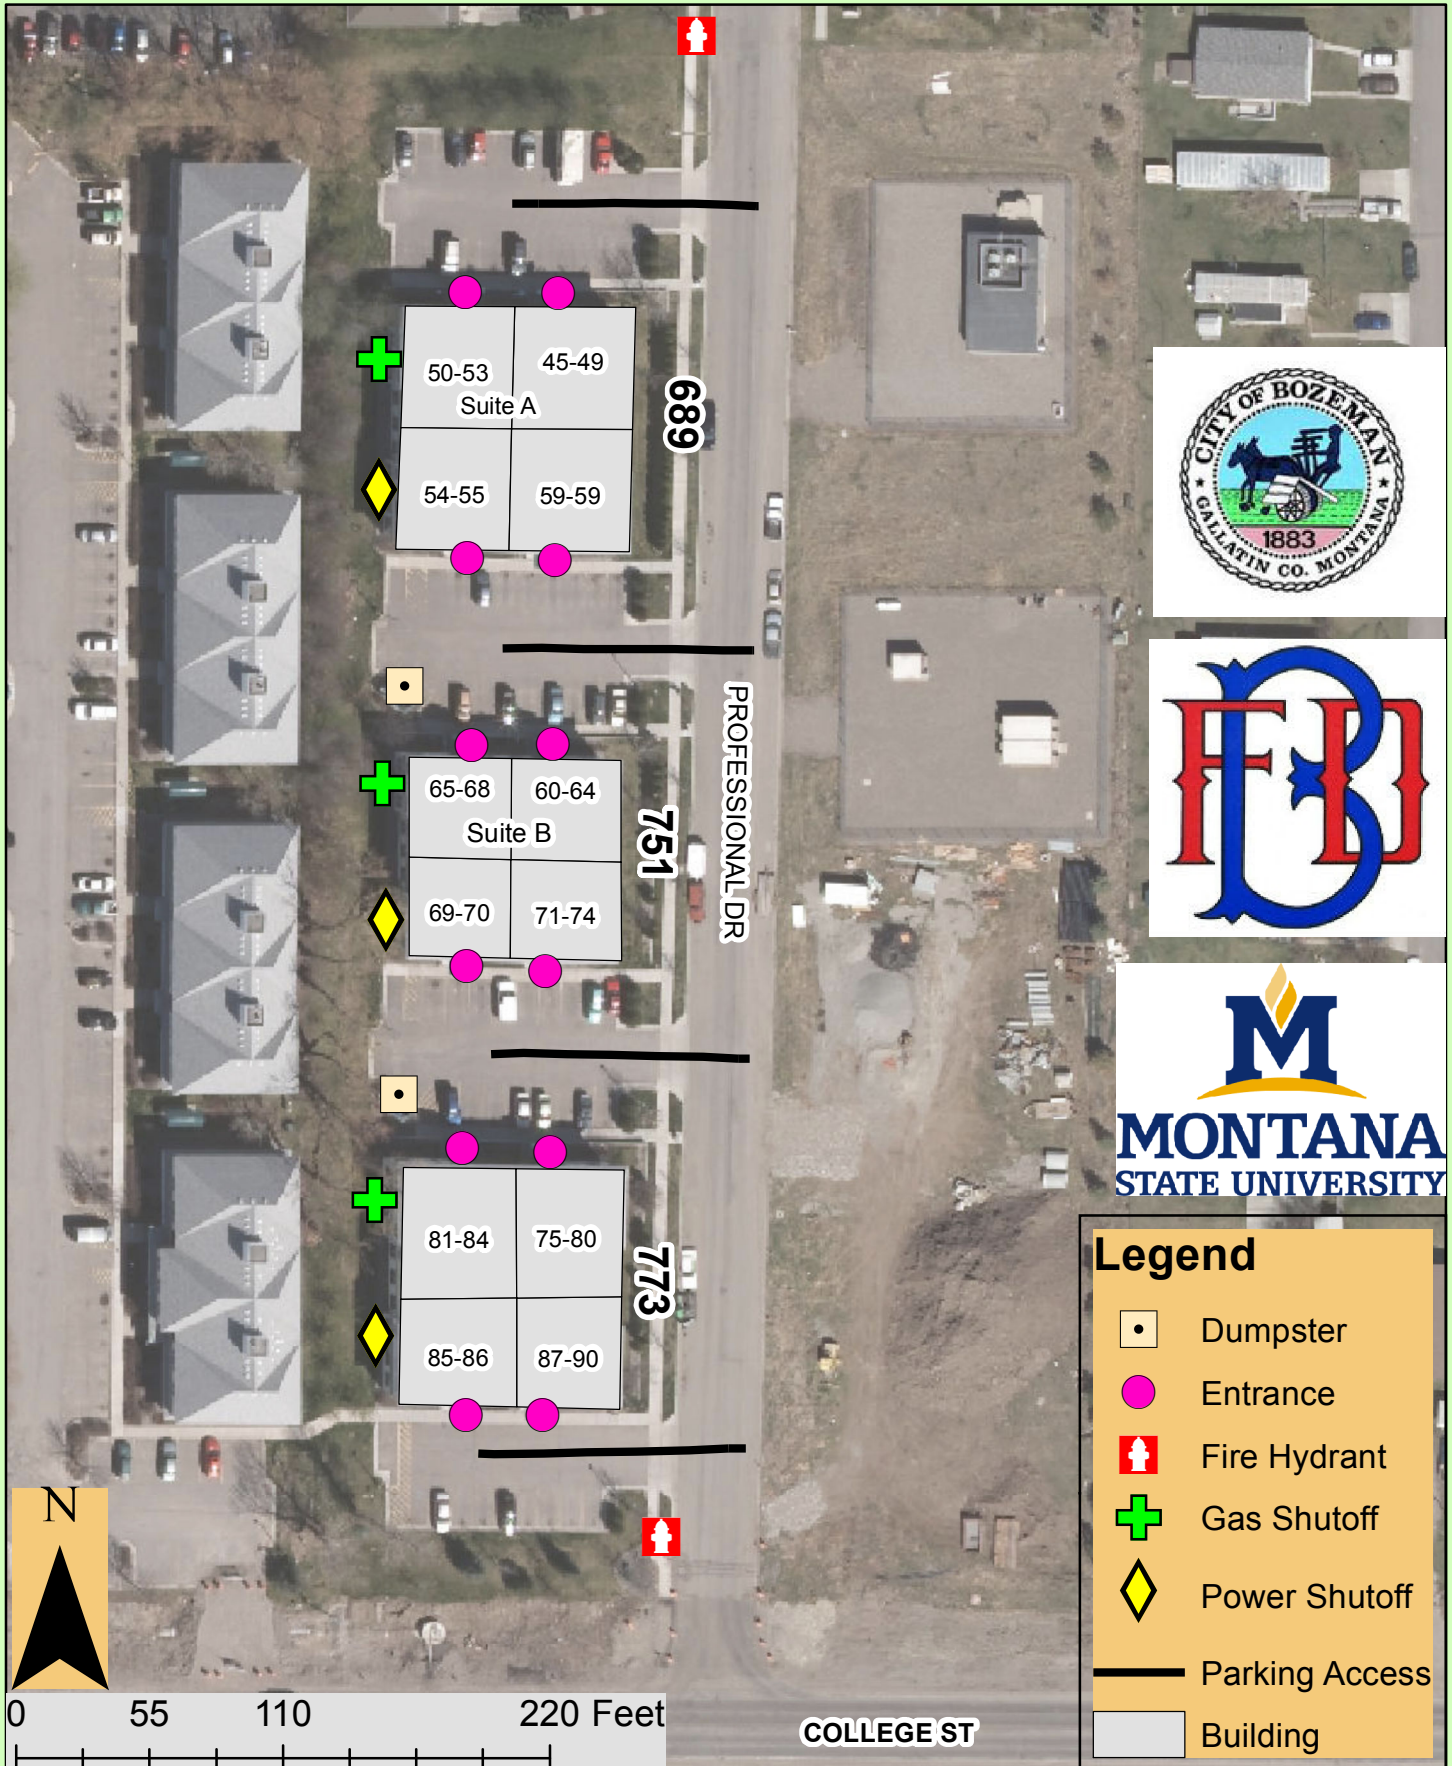 50-53
45-49
Suite A
54-55
59-59
689
65-68
60-64
Suite B
69-70
71-74
751
PROFESSIONAL DR
81-84
75-80
85-86
87-90
773
CITY OF BOZEMAN
1883
GALLATIN CO. MONTANA
BFD
M
MONTANA
STATE UNIVERSITY
Legend
Dumpster
Entrance
Fire Hydrant
Gas Shutoff
Power Shutoff
Parking Access
Building
N
0 55 110 220 Feet
COLLEGE ST